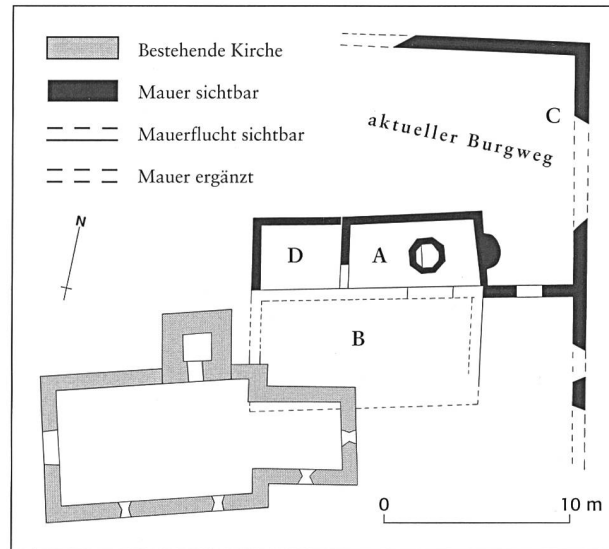 Bestehende Kirche
Mauer sichtbar
Mauerflucht sichtbar
Mauer ergänzt
aktueller Burgweg
C
N
D
A
B
0
10 m